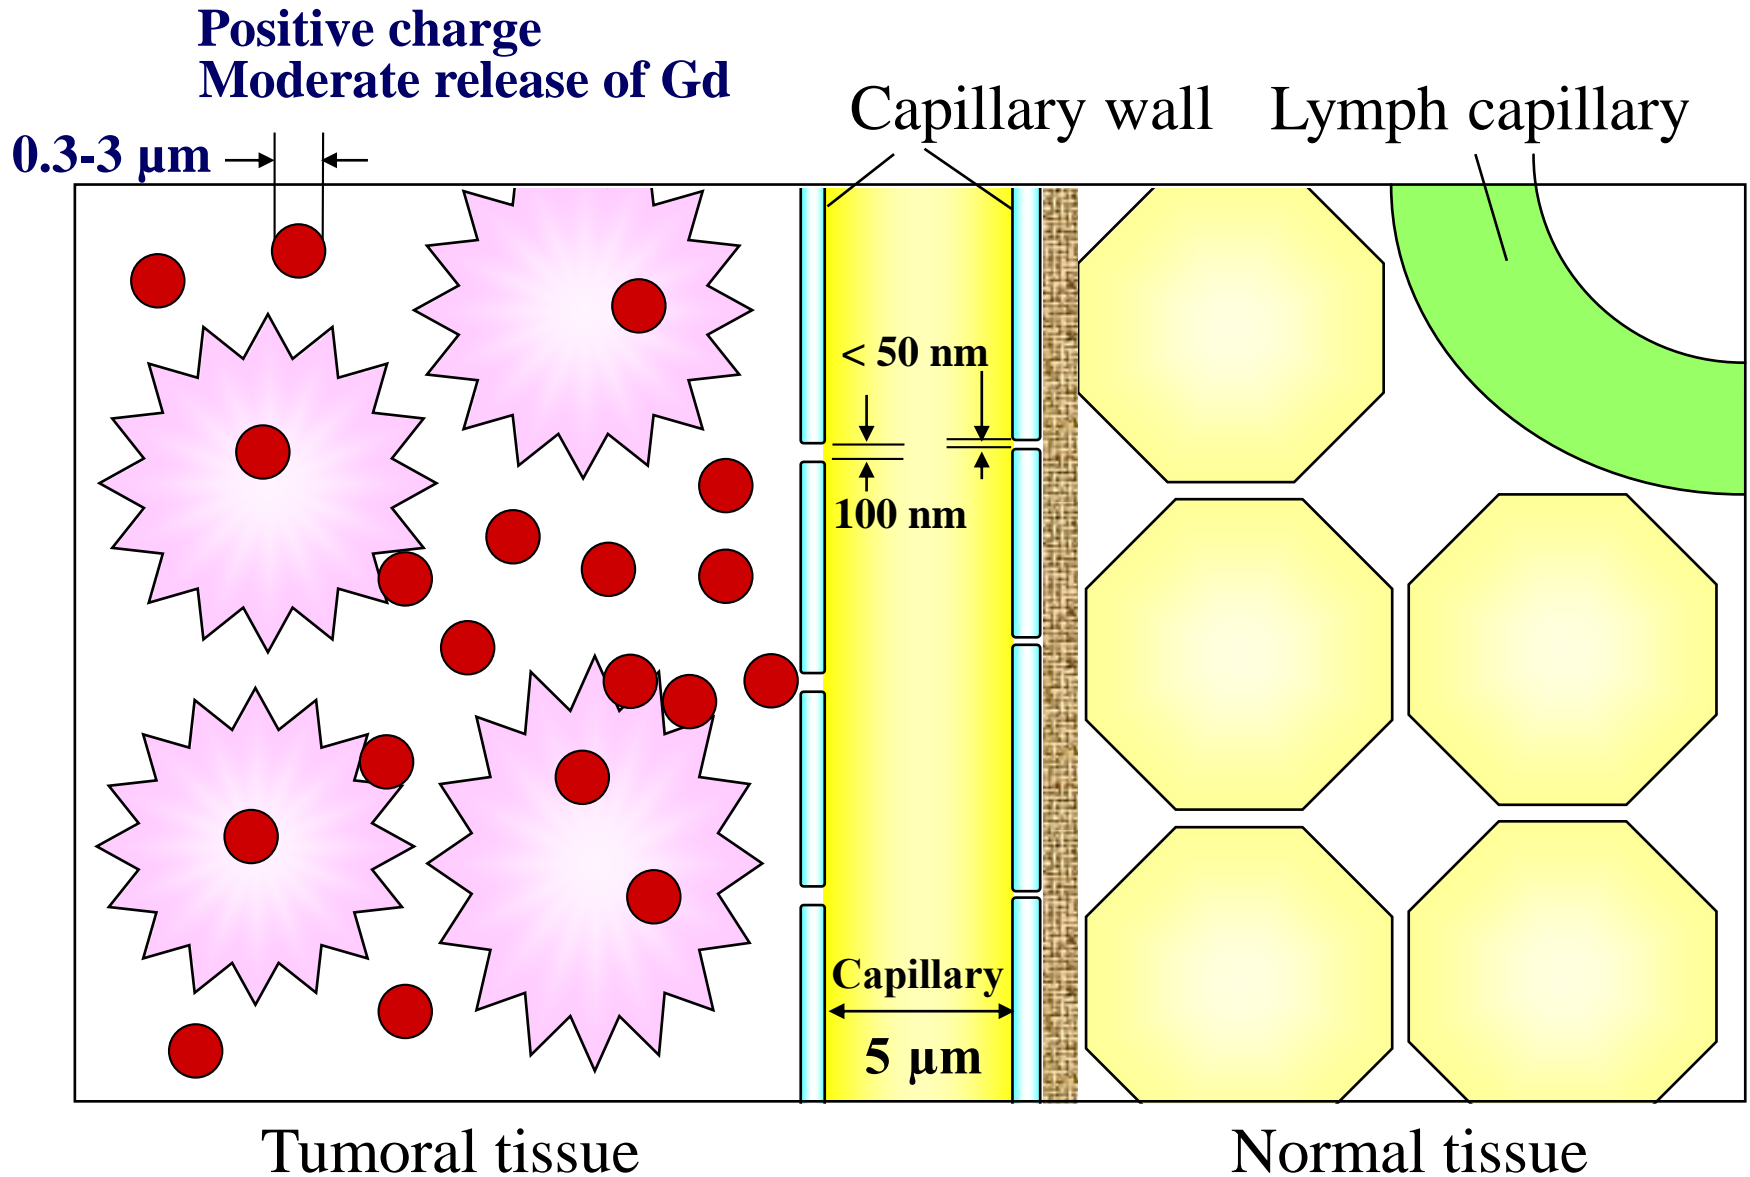 Positive charge
Moderate release of Gd
Capillary wall
Lymph capillary
0.3-3 μm
< 50 nm
100 nm
Capillary
5 μm
Tumoral tissue
Normal tissue